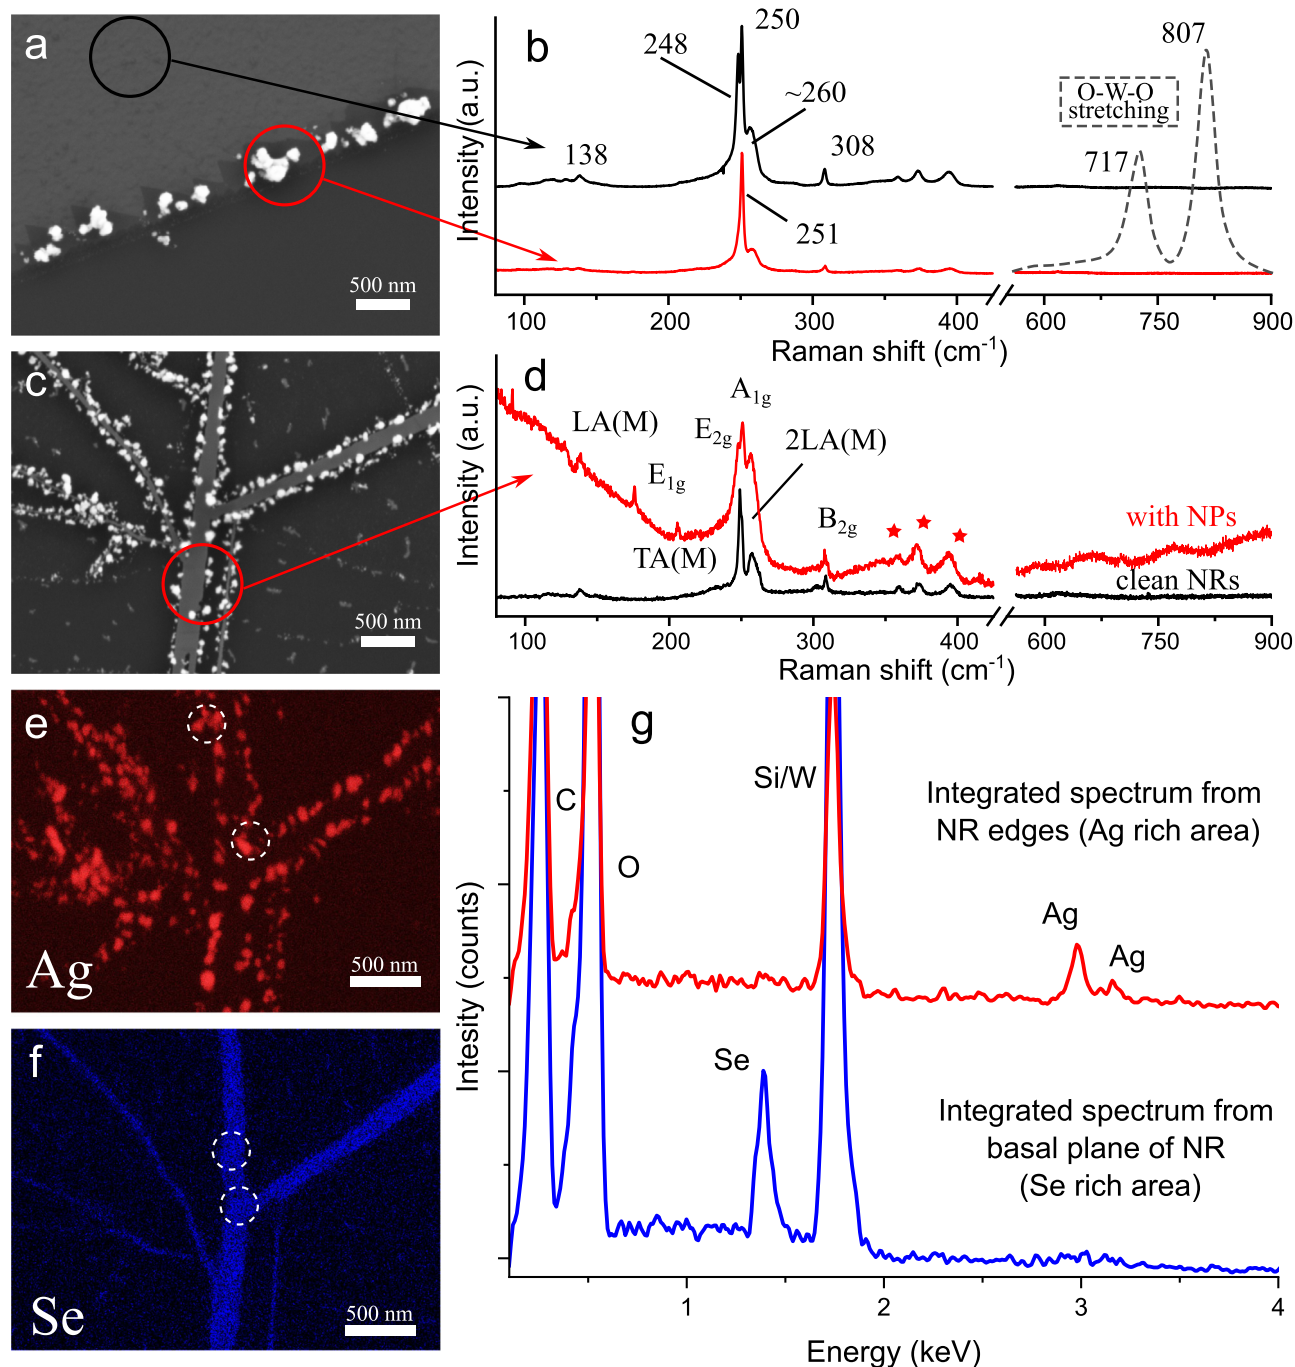 a
500 nm
b
Intensity (a.u.)
248
250
~260
138
308
251
807
O-W-O
stretching
717
100
200
300
400
600
750
900
Raman shift (cm⁻¹)
c
500 nm
d
Intensity (a.u.)
A₁g
LA(M)
E₂g
2LA(M)
E₁g
B₂g
TA(M)
with NPs
clean NRs
100
200
300
400
600
750
900
Raman shift (cm⁻¹)
e
Ag
500 nm
f
Se
500 nm
g
Intesity (counts)
C
O
Si/W
Integrated spectrum from
NR edges (Ag rich area)
Ag
Ag
Se
Integrated spectrum from
basal plane of NR
(Se rich area)
1
2
3
4
Energy (keV)